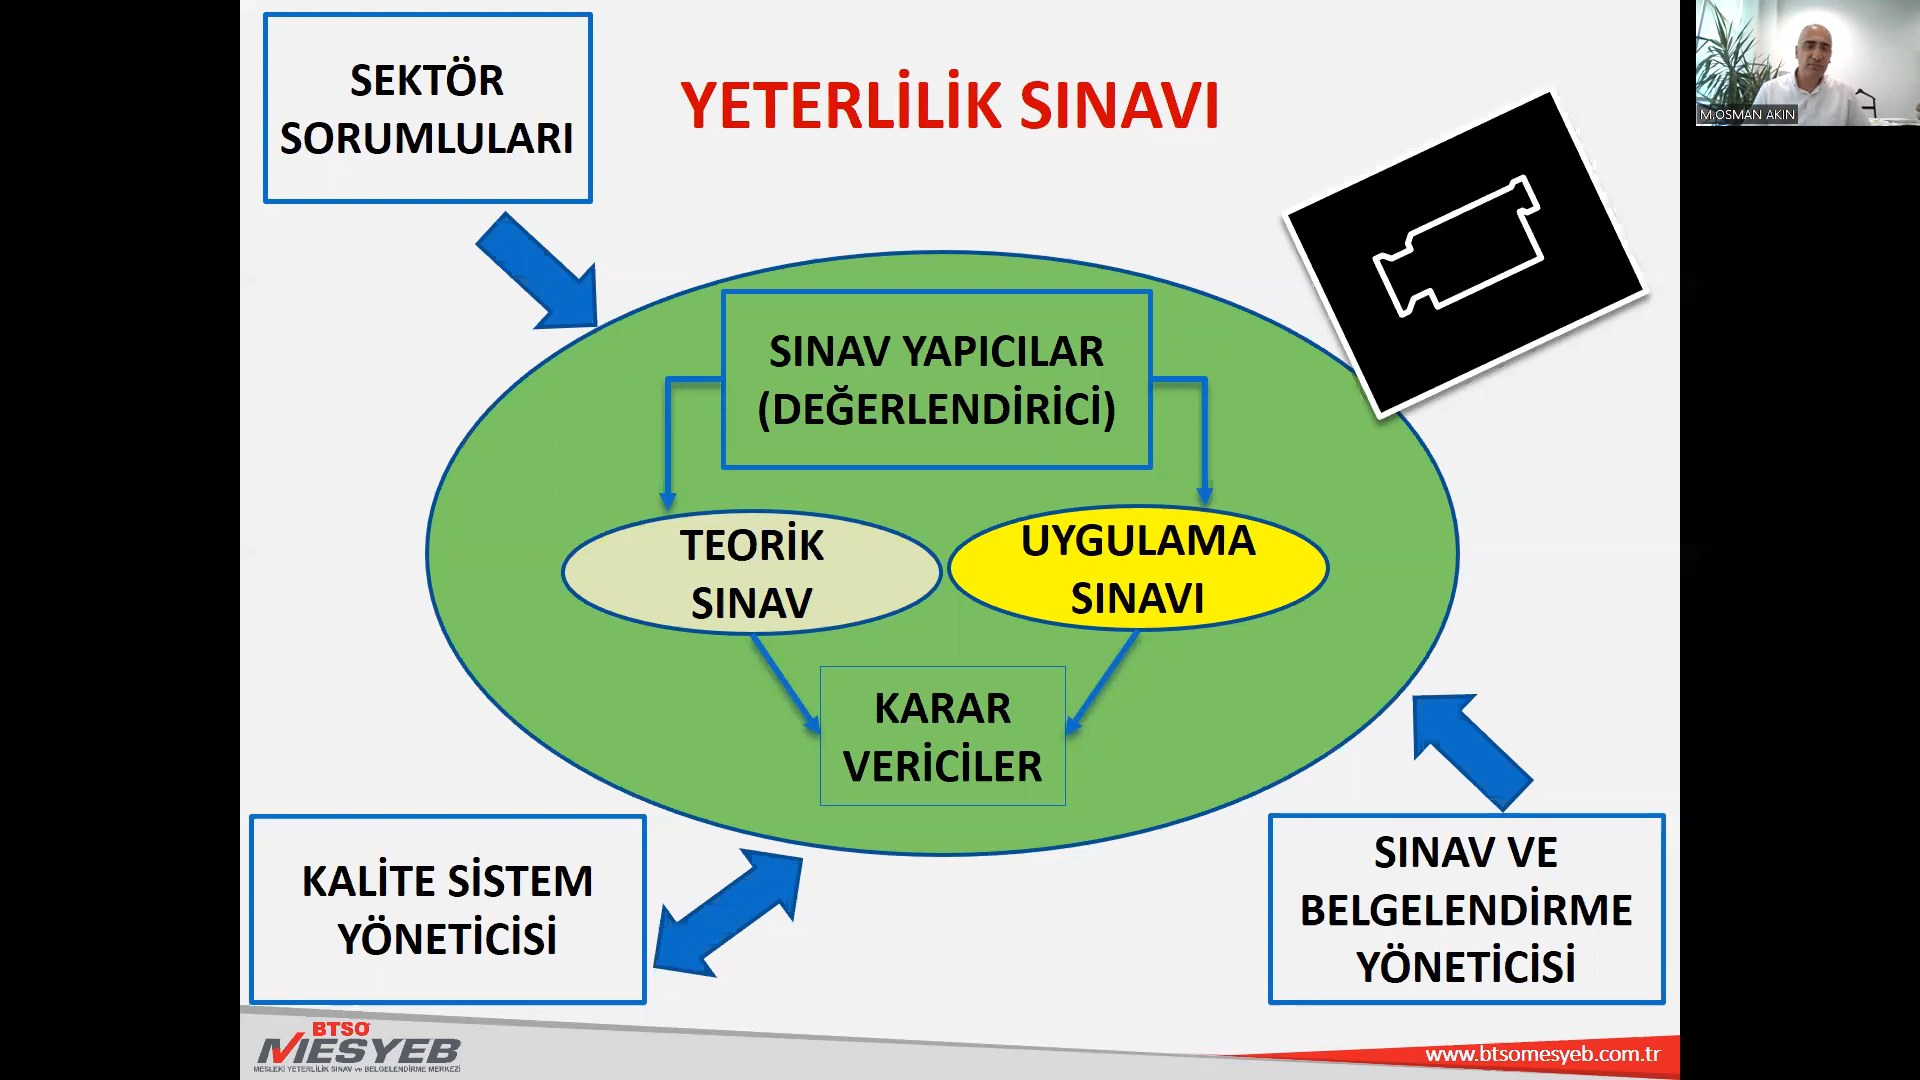 SEKTÖR
SORUMLULARI
YETERLİLİK SINAVI
M.OSMAN AKIN
SINAV YAPICILAR
(DEĞERLENDİRİCİ)
TEORİK
SINAV
UYGULAMA
SINAVI
KARAR
VERİCİLER
KALİTE SİSTEM
YÖNETİCİSİ
SINAV VE
BELGELENDİRME
YÖNETİCİSİ
BTSO
MESYEB
MESLEKİ YETERLİLİK SINAV ve BELGELENDİRME MERKEZİ
www.btsomesyeb.com.tr